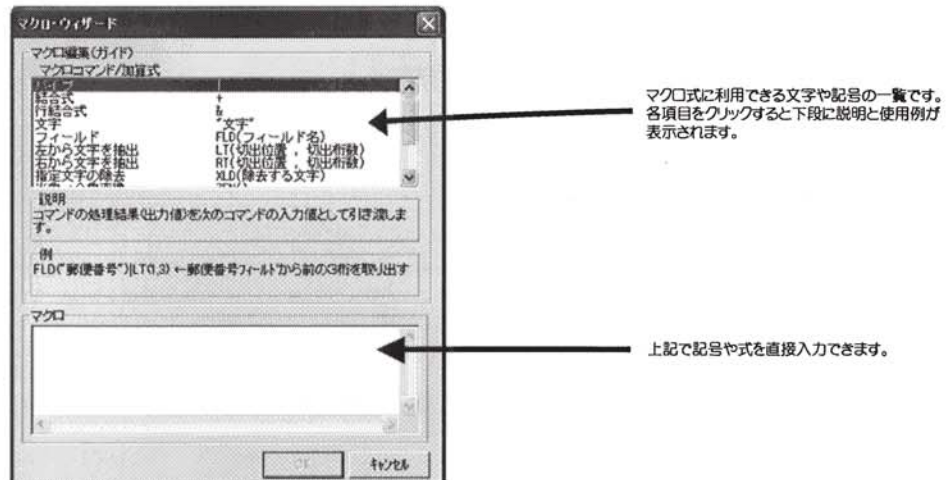 マクロ・ウィザード
マクロ編集(ガイド)
マクロコマンド/加算式
パイプ |
結合式 +
行結合式 &
文字 "文字"
フィールド FLD(フィールド名)
左から文字を抽出 LT(切出位置 , 切出桁数)
右から文字を抽出 RT(切出位置 , 切出桁数)
指定文字の除去 XLD(除去する文字)
説明
コマンドの処理結果(出力値)を次のコマンドの入力値として引き渡しま
す。
例
FLD("郵便番号")|LT(1,3) ←郵便番号フィールドから前の3桁を取り出す
マクロ
OK
キャンセル
マクロ式に利用できる文字や記号の一覧です。
各項目をクリックすると下段に説明と使用例が
表示されます。
上記で記号や式を直接入力できます。